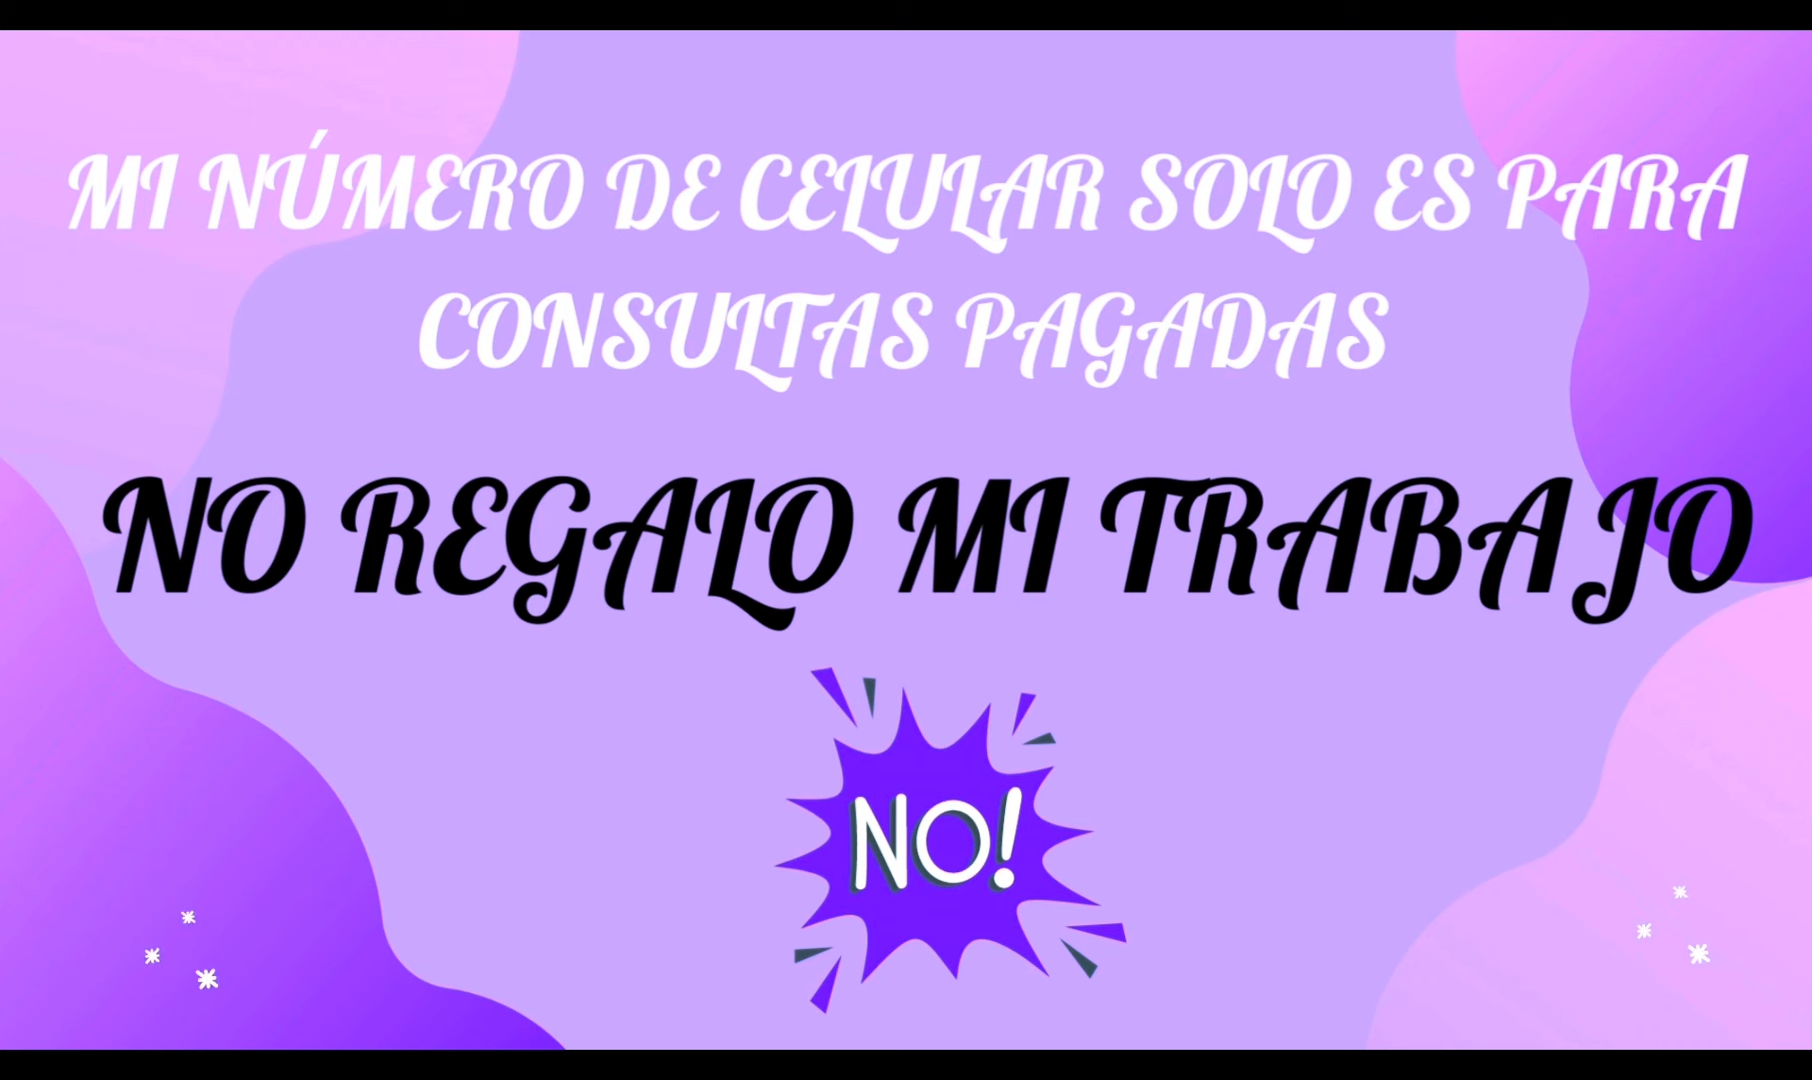 MI NÚMERO DE CELULAR SOLO ES PARA
CONSULTAS PAGADAS
NO REGALO MI TRABAJO
NO!